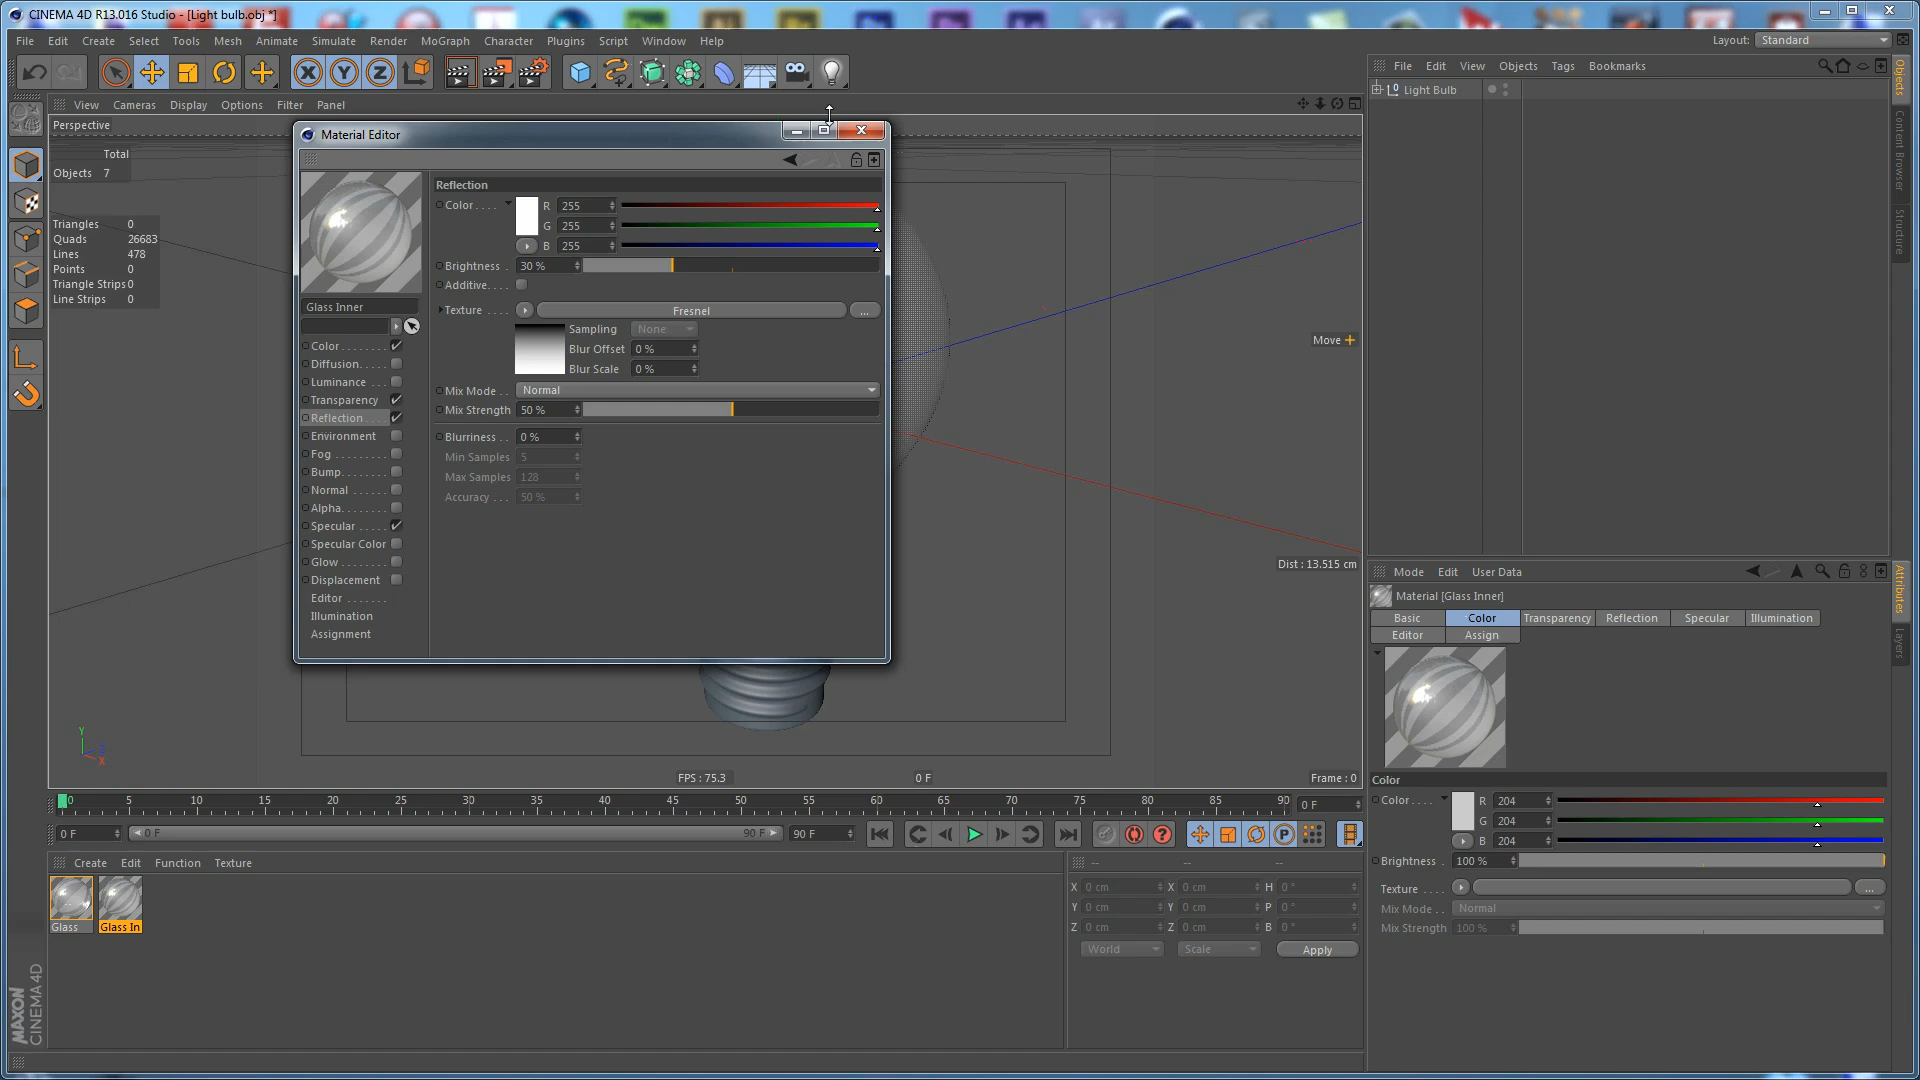 CINEMA 4D R13.016 Studio - [Light bulb.obj *]
File Edit Create Select Tools Mesh Animate Simulate Render MoGraph Character Plugins Script Window Help
Layout: Standard
File Edit View Objects Tags Bookmarks
Light Bulb
Objects
Content Browser
Structure
View Cameras Display Options Filter Panel
Perspective
Total
Objects 7
Triangles 0
Quads 26683
Lines 478
Points 0
Triangle Strips 0
Line Strips 0
Material Editor
Glass Inner
Color
Diffusion
Luminance
Transparency
Reflection
Environment
Fog
Bump
Normal
Alpha
Specular
Specular Color
Glow
Displacement
Editor
Illumination
Assignment
Reflection
Color R 255
G 255
B 255
Brightness 30 %
Additive
Texture Fresnel ...
Sampling None
Blur Offset 0 %
Blur Scale 0 %
Mix Mode Normal
Mix Strength 50 %
Blurriness 0 %
Min Samples 5
Max Samples 128
Accuracy 50 %
Move
Dist : 13.515 cm
Y
Z
X
FPS : 75.3
0 F
Frame : 0
0 5 10 15 20 25 30 35 40 45 50 55 60 65 70 75 80 85 90 0 F
0 F 0 F 90 F 90 F
Create Edit Function Texture
Glass
Glass In
MAXON
CINEMA 4D
-- -- --
X 0 cm X 0 cm H 0 °
Y 0 cm Y 0 cm P 0 °
Z 0 cm Z 0 cm B 0 °
World Scale Apply
Mode Edit User Data
Material [Glass Inner]
Basic Color Transparency Reflection Specular Illumination
Editor Assign
Color
Color R 204
G 204
B 204
Brightness 100 %
Texture ...
Mix Mode Normal
Mix Strength 100 %
Attributes
Layers